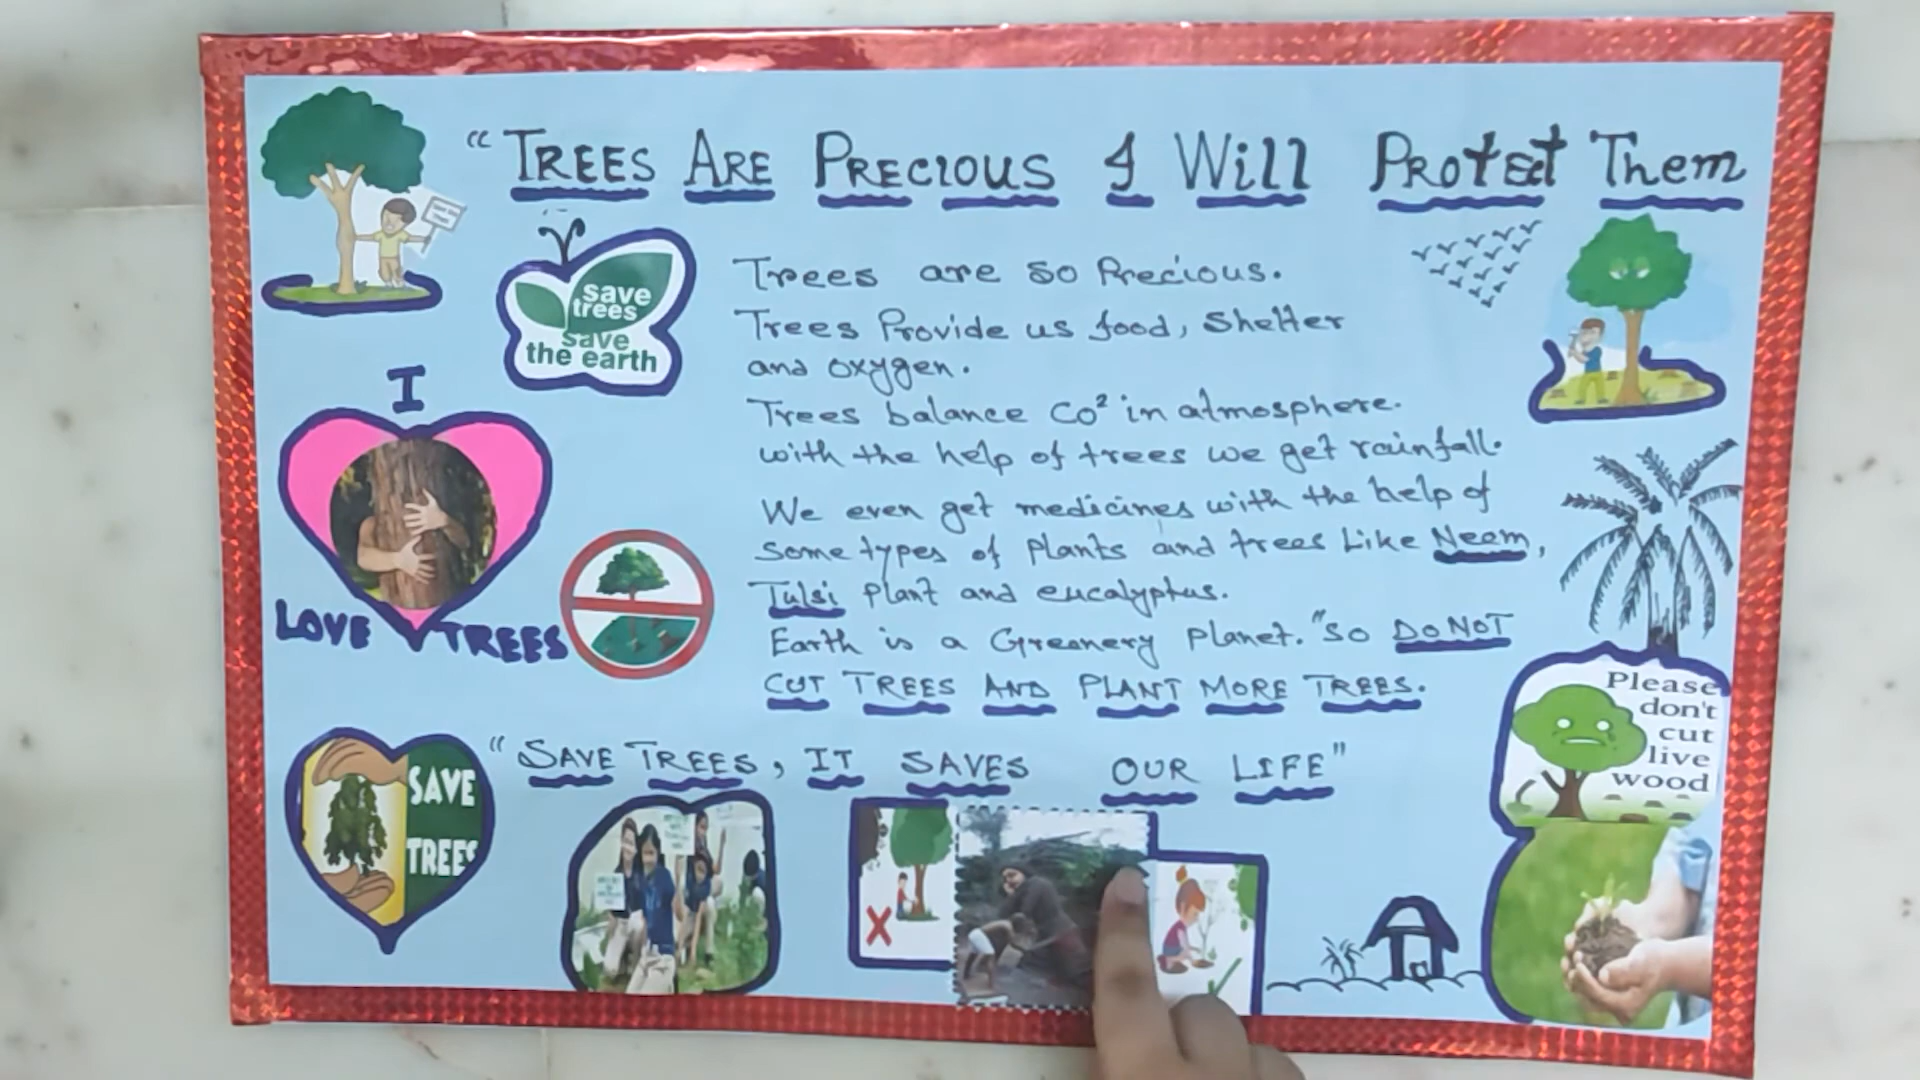 “TREES ARE PRECIOUS I Will Protect Them
save
trees
save
the earth
Trees are so Precious.
Trees Provide us food, Shelter
and oxygen.
Trees balance Co² in atmosphere.
with the help of trees we get rainfall.
We even get medicines with the help of
some types of Plants and trees Like Neem,
Tulsi Plant and eucalyptus.
Earth is a Greenery Planet. "So DO NOT
CUT TREES AND PLANT MORE TREES.
I
LOVE TREES
“SAVE TREES, IT SAVES OUR LIFE”
SAVE
TREES
Please
don't
cut
live
wood